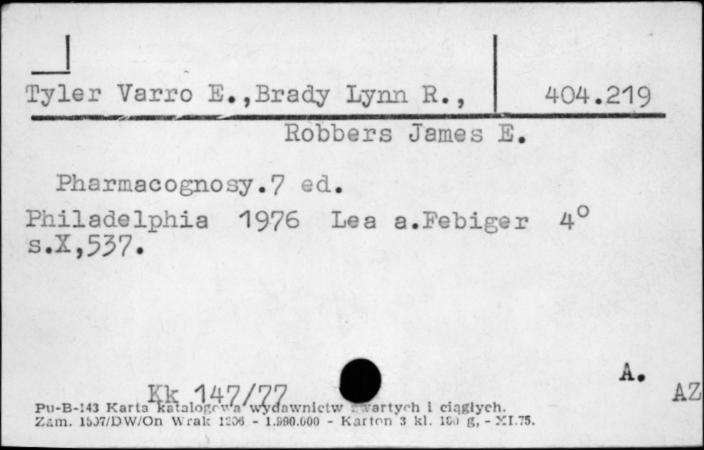 Tyler Varro E.,Brady Lynn R., 404.219
Robbers James E.
Pharmacognosy.7 ed.
Philadelphia 1976 Lea a.Febiger 4°
s.X,537.
A.
Kk 147/77 AZ
Pu-B-143 Karta katalogowa wydawnictw zwartych i ciągłych.
Zam. 1537/DW/On Wrak 1206 - 1.990.000 - Karton 3 kl. 180 g, - XI.75.